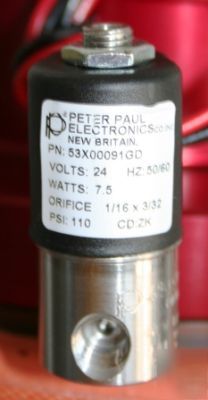 PETER PAUL
ELECTRONICS CO. INC.
NEW BRITAIN,
PN: 53X00091GD
VOLTS: 24 HZ: 50/60
WATTS: 7.5
ORIFICE 1/16 x 3/32
PSI: 110 CD:ZK